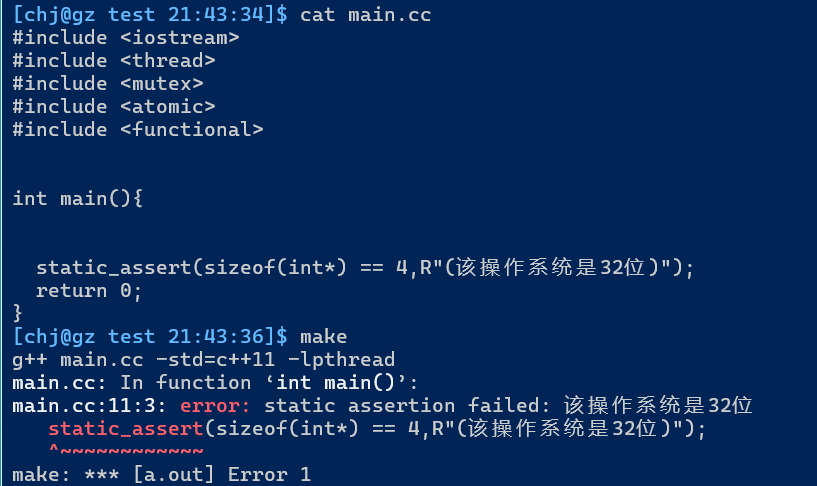 [chj@gz test 21:43:34]$ cat main.cc
#include <iostream>
#include <thread>
#include <mutex>
#include <atomic>
#include <functional>
int main(){
  static_assert(sizeof(int*) == 4,R"(该操作系统是32位)");
  return 0;
}
[chj@gz test 21:43:36]$ make
g++ main.cc -std=c++11 -lpthread
main.cc: In function ‘int main()’:
main.cc:11:3: error: static assertion failed: 该操作系统是32位
   static_assert(sizeof(int*) == 4,R"(该操作系统是32位)");
   ^~~~~~~~~~~~~
make: *** [a.out] Error 1